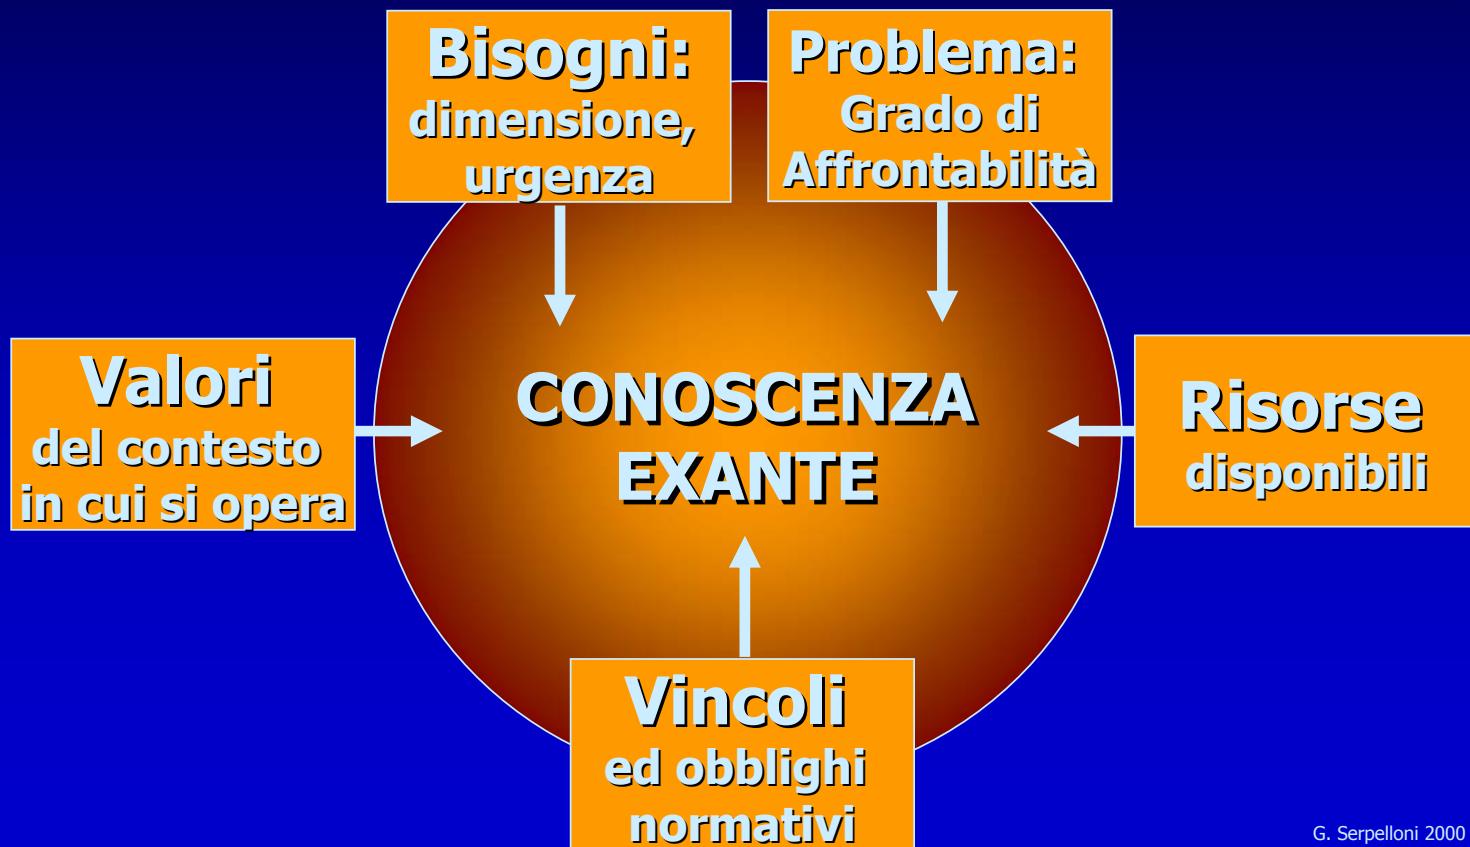 Bisogni:
dimensione,
urgenza
Problema:
Grado di
Affrontabilità
Valori
del contesto
in cui si opera
CONOSCENZA
EXANTE
Risorse
disponibili
Vincoli
ed obblighi
normativi
G. Serpelloni 2000